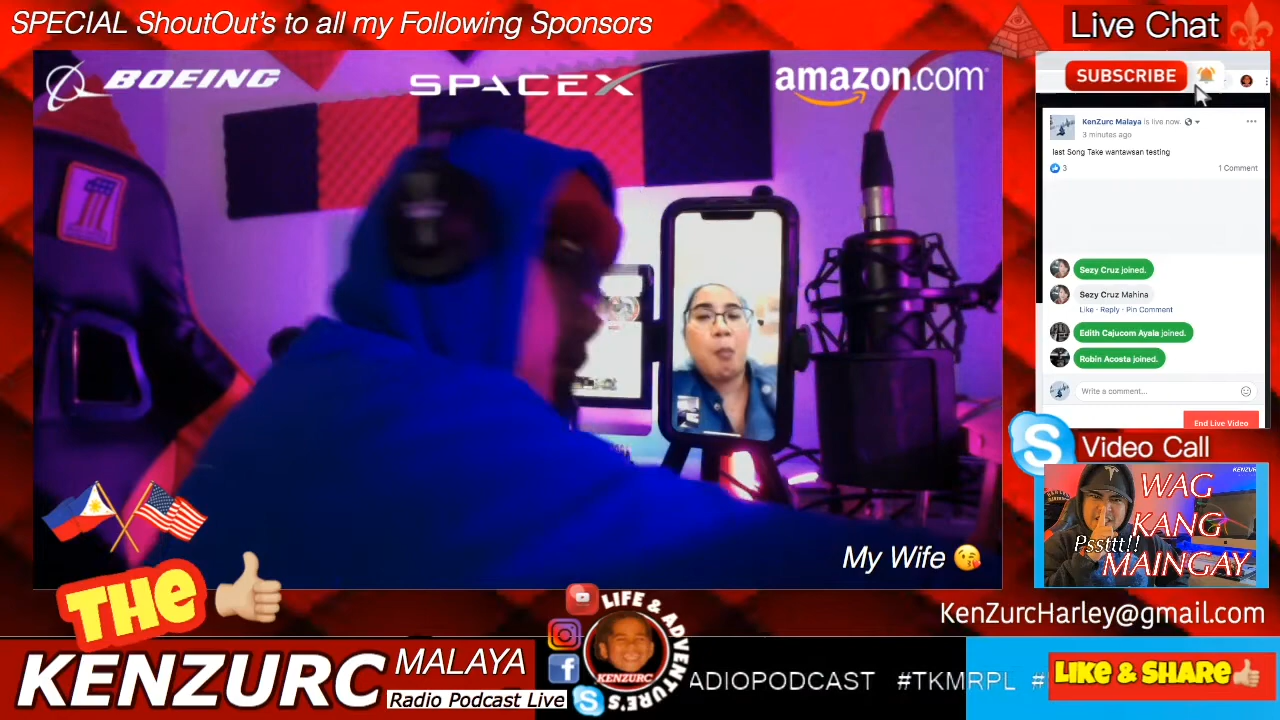 SPECIAL ShoutOut's to all my Following Sponsors
Live Chat
BOEING
SPACEX
amazon.com
SUBSCRIBE
KenZurc Malaya is live now.
3 minutes ago
last Song Take wantawsan testing
3
1 Comment
Sezy Cruz joined.
Sezy Cruz Mahina
Like · Reply · Pin Comment
Edith Cajucom Ayala joined.
Robin Acosta joined.
Write a comment...
End Live Video
Video Call
KENZUR
WAG
KANG
Pssttt!!
MAINGAY
My Wife
KenZurcHarley@gmail.com
THe
KENZURC
MALAYA
Radio Podcast Live
LIFE & ADVENTURE'S
KENZURC
ADIOPODCAST #TKMRPL #
LIKE & SHARE